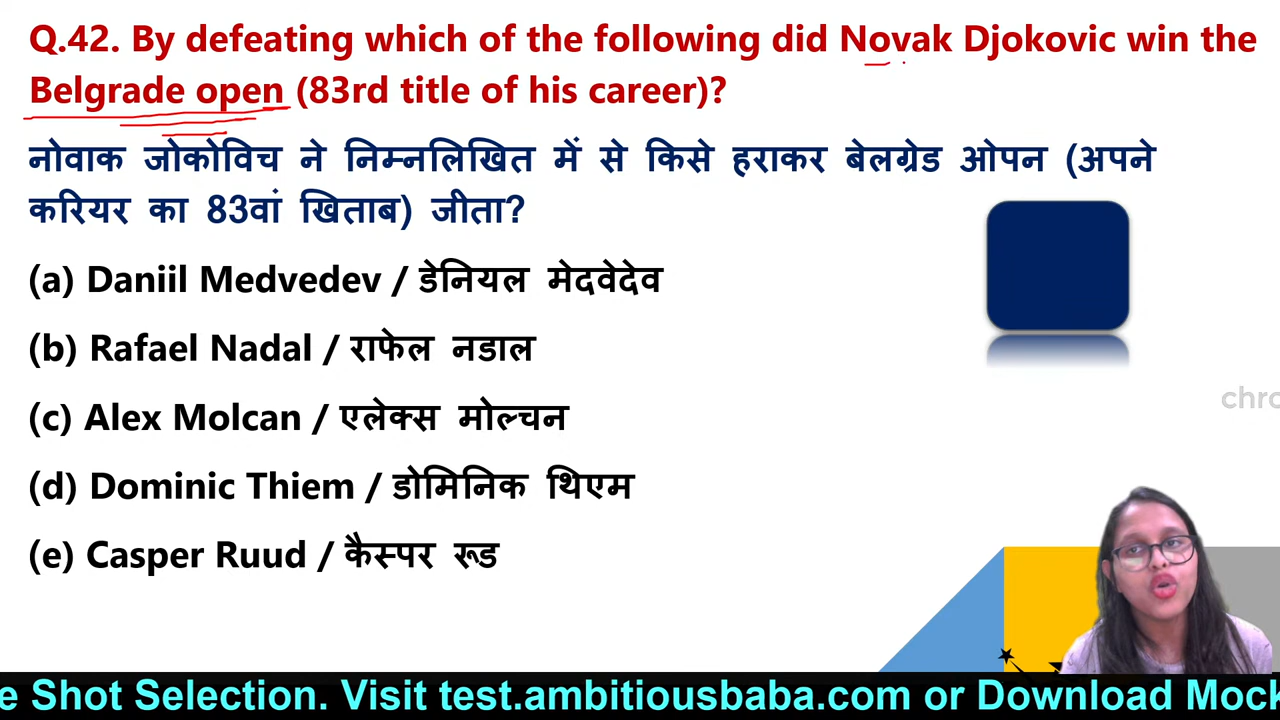 Q.42. By defeating which of the following did Novak Djokovic win the
Belgrade open (83rd title of his career)?
नोवाक जोकोविच ने निम्नलिखित में से किसे हराकर बेलग्रेड ओपन (अपने
करियर का 83वां खिताब) जीता?
(a) Daniil Medvedev / डेनियल मेदवेदेव
(b) Rafael Nadal / राफेल नडाल
chro
(c) Alex Molcan / एलेक्स मोल्चन
(d) Dominic Thiem / डोमिनिक थिएम
(e) Casper Ruud / कैस्पर रूड
e Shot Selection. Visit test.ambitiousbaba.com or Download Mock